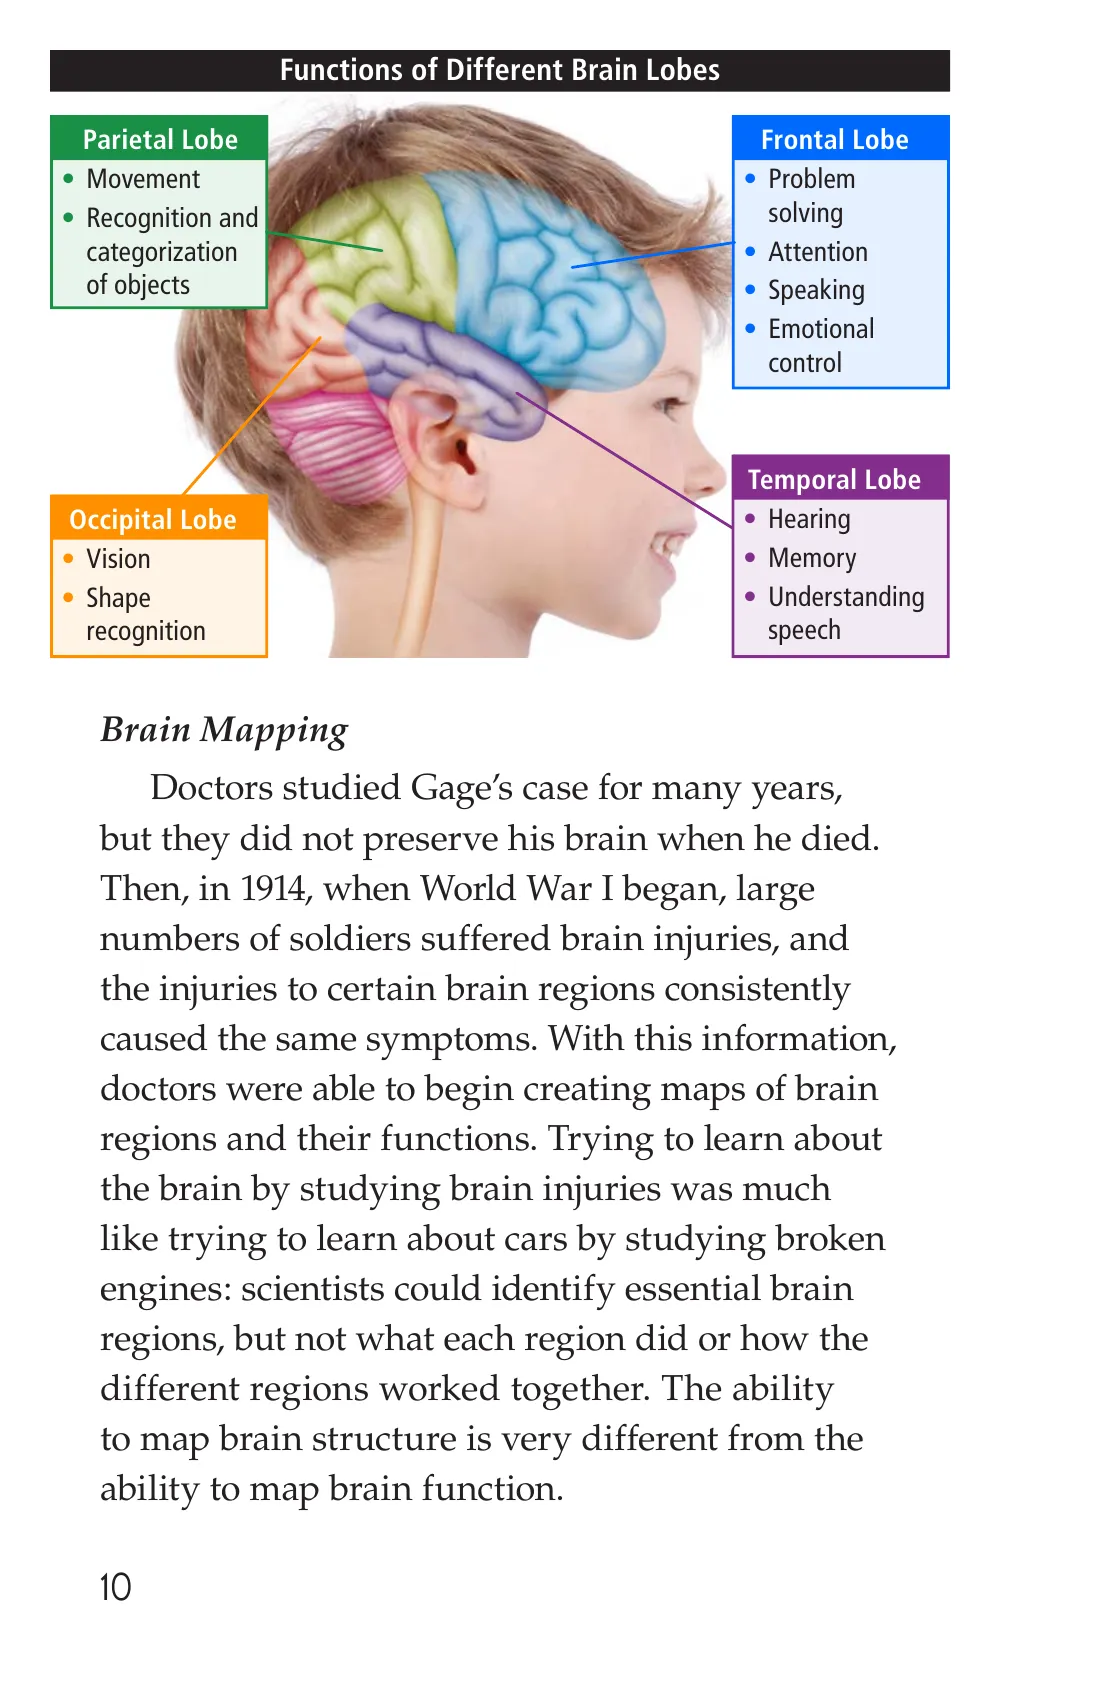 Functions of Different Brain Lobes
Parietal Lobe
• Movement
• Recognition and
categorization
of objects
Frontal Lobe
• Problem
solving
• Attention
• Speaking
• Emotional
control
Occipital Lobe
• Vision
• Shape
recognition
Temporal Lobe
• Hearing
• Memory
• Understanding
speech
Brain Mapping
Doctors studied Gage’s case for many years,
but they did not preserve his brain when he died.
Then, in 1914, when World War I began, large
numbers of soldiers suffered brain injuries, and
the injuries to certain brain regions consistently
caused the same symptoms. With this information,
doctors were able to begin creating maps of brain
regions and their functions. Trying to learn about
the brain by studying brain injuries was much
like trying to learn about cars by studying broken
engines: scientists could identify essential brain
regions, but not what each region did or how the
different regions worked together. The ability
to map brain structure is very different from the
ability to map brain function.
10